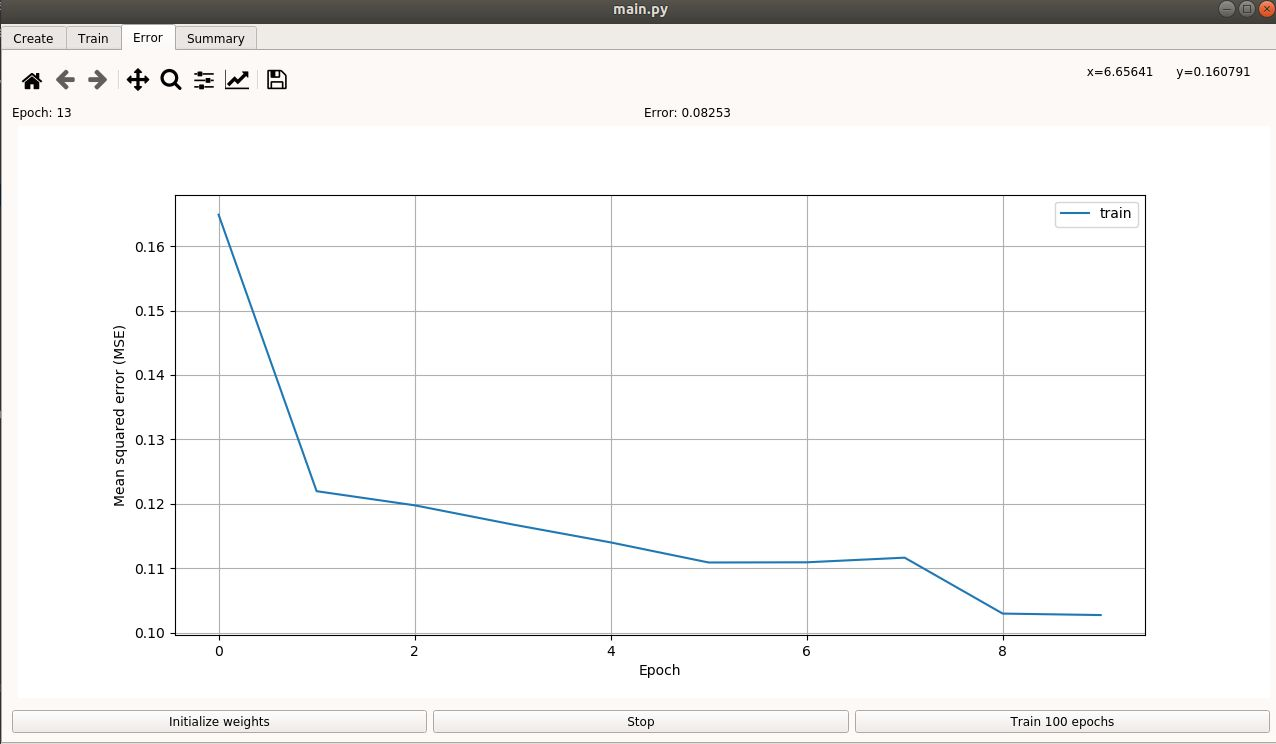 main.py
Create Train Error Summary
x=6.65641 y=0.160791
Epoch: 13 Error: 0.08253
train
0.16
0.15
0.14
0.13
0.12
0.11
0.10
Mean squared error (MSE)
0 2 4 6 8
Epoch
Initialize weights Stop Train 100 epochs